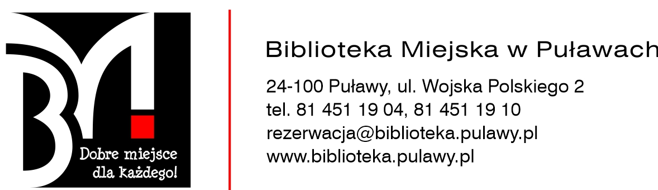 BM!
Dobre miejsce
dla każdego!
Biblioteka Miejska w Puławach
24-100 Puławy, ul. Wojska Polskiego 2
tel. 81 451 19 04, 81 451 19 10
rezerwacja@biblioteka.pulawy.pl
www.biblioteka.pulawy.pl